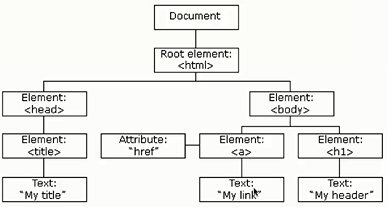 Document
Root element:
<html>
Element:
<head>
Element:
<body>
Element:
<title>
Attribute:
"href"
Element:
<a>
Element:
<h1>
Text:
"My title"
Text:
"My link"
Text:
"My header"